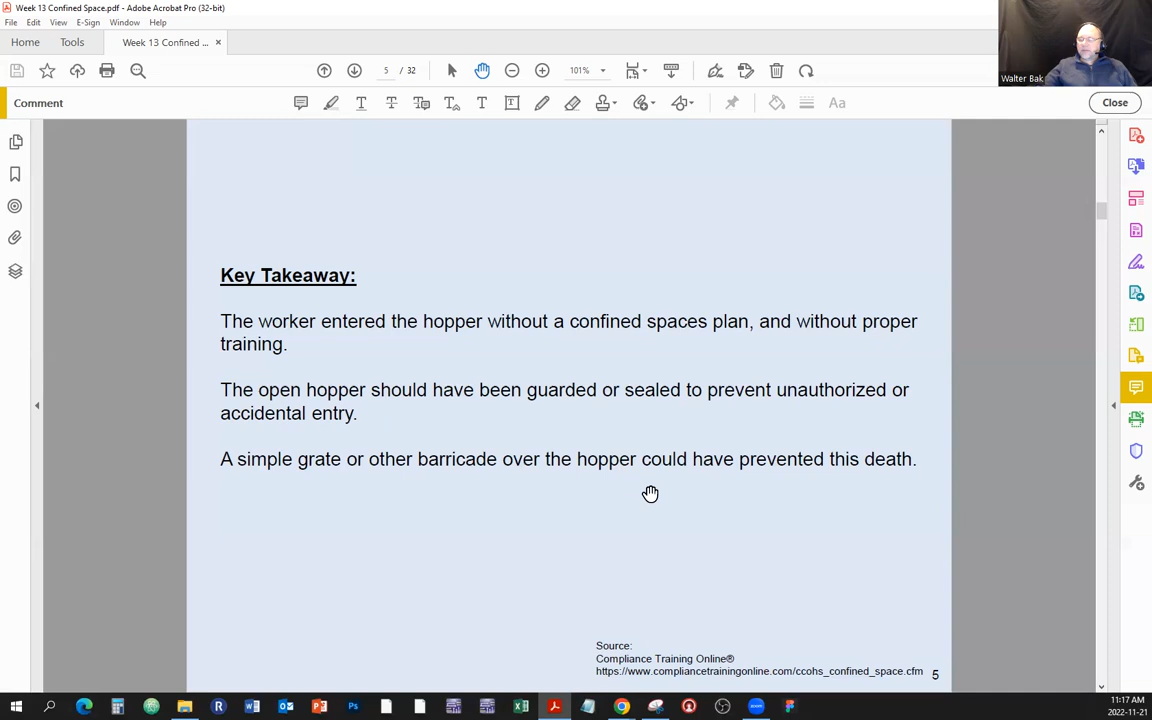 Week 13 Confined Space.pdf - Adobe Acrobat Pro (32-bit)
File Edit View E-Sign Window Help
Home Tools Week 13 Confined ... ×
5 / 32 101%
Walter Bak
Comment
Close
Key Takeaway:
The worker entered the hopper without a confined spaces plan, and without proper
training.
The open hopper should have been guarded or sealed to prevent unauthorized or
accidental entry.
A simple grate or other barricade over the hopper could have prevented this death.
Source:
Compliance Training Online®
https://www.compliancetrainingonline.com/ccohs_confined_space.cfm
5
11:17 AM
2022-11-21